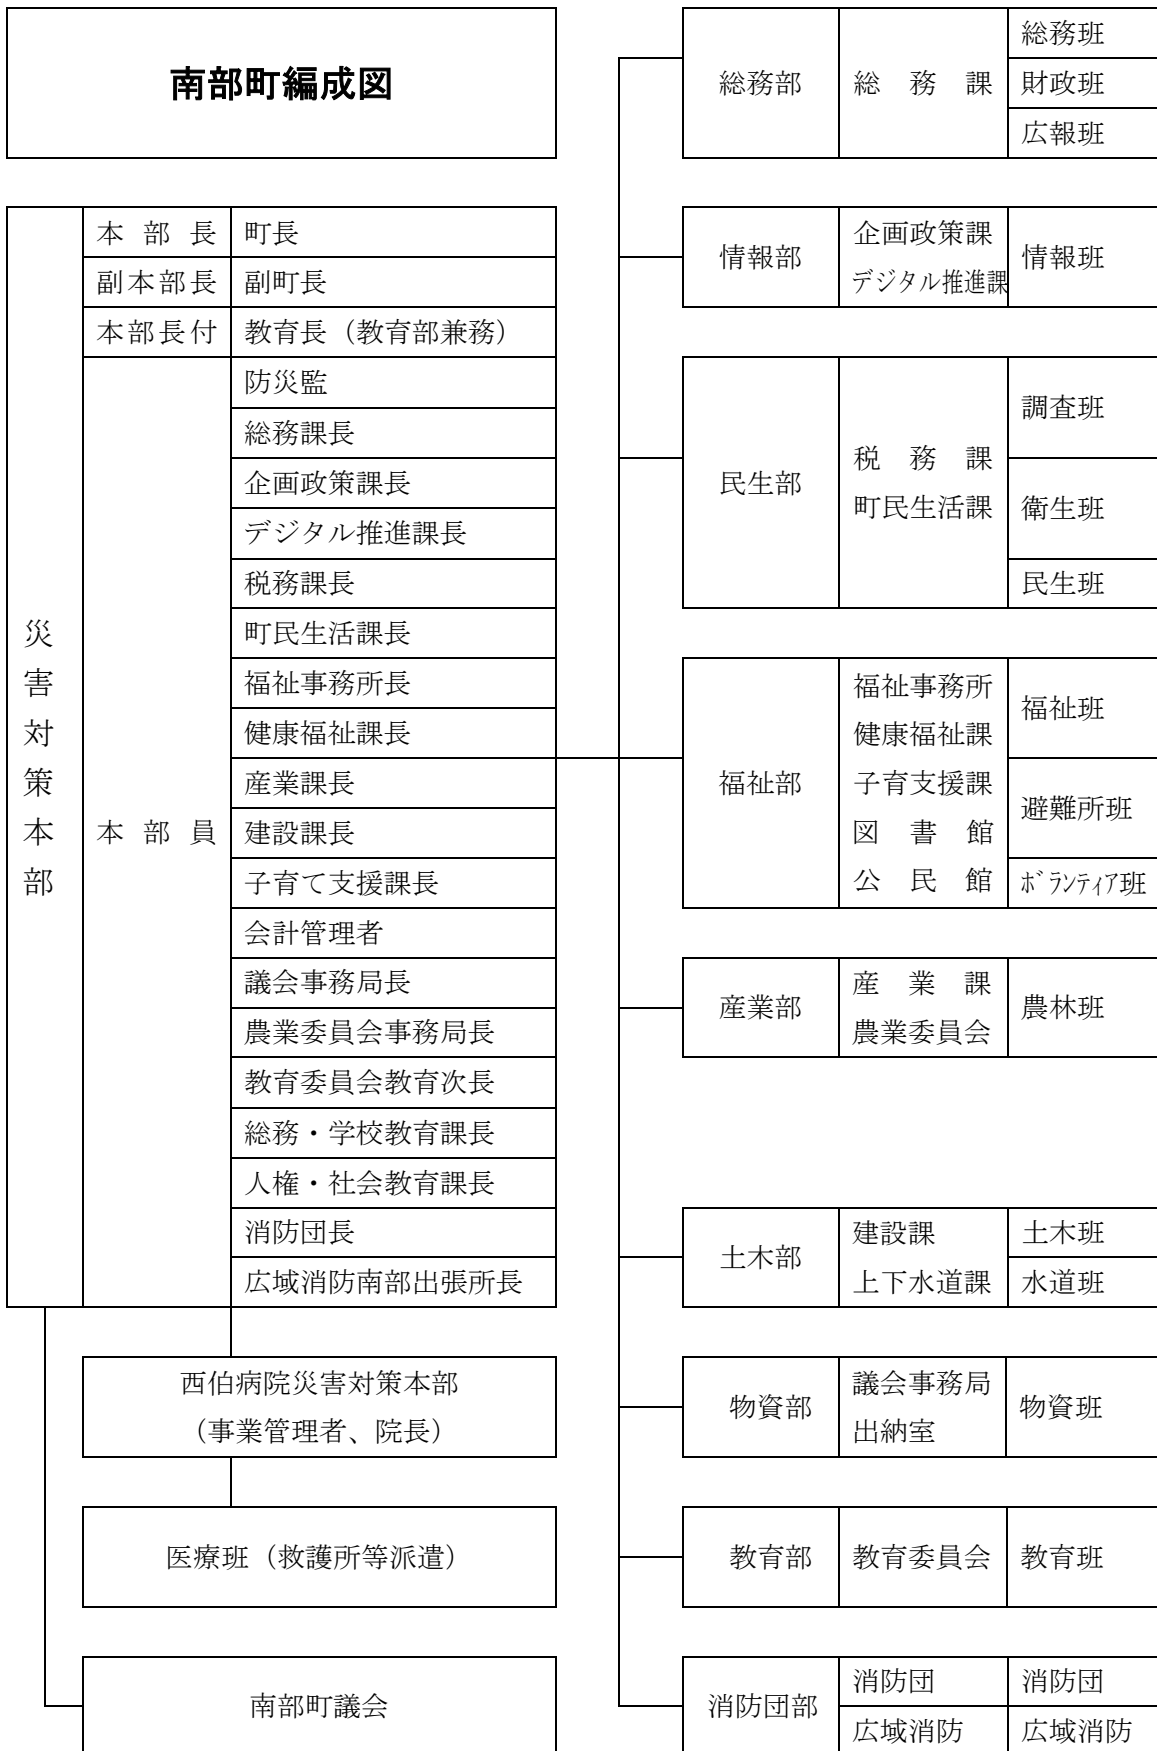 南部町編成図
災害対策本部
本部長
町長
副本部長
副町長
本部長付
教育長（教育部兼務）
本部員
防災監
総務課長
企画政策課長
デジタル推進課長
税務課長
町民生活課長
福祉事務所長
健康福祉課長
産業課長
建設課長
子育て支援課長
会計管理者
議会事務局長
農業委員会事務局長
教育委員会教育次長
総務・学校教育課長
人権・社会教育課長
消防団長
広域消防南部出張所長
西伯病院災害対策本部
（事業管理者、院長）
医療班（救護所等派遣）
南部町議会
総務部
総務課
総務班
財政班
広報班
情報部
企画政策課
デジタル推進課
情報班
民生部
税務課
町民生活課
調査班
衛生班
民生班
福祉部
福祉事務所
健康福祉課
子育支援課
図書館
公民館
福祉班
避難所班
ﾎﾞﾗﾝﾃｨｱ班
産業部
産業課
農業委員会
農林班
土木部
建設課
上下水道課
土木班
水道班
物資部
議会事務局
出納室
物資班
教育部
教育委員会
教育班
消防団部
消防団
広域消防
消防団
広域消防